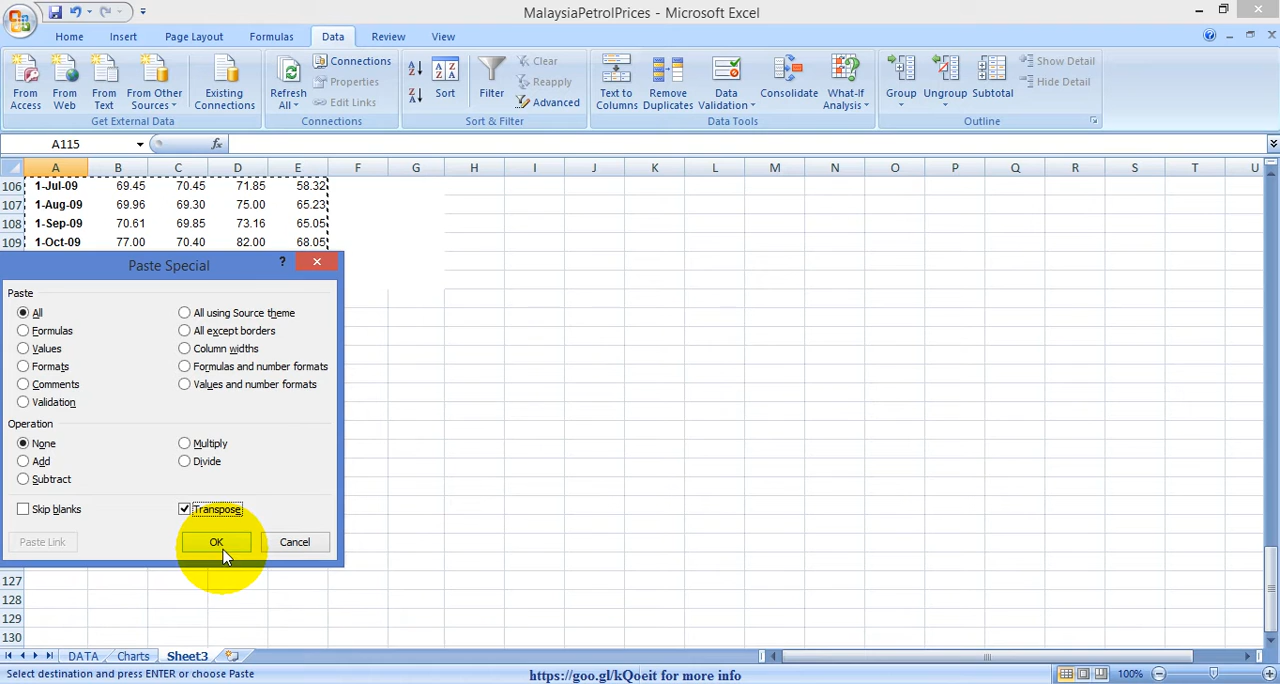 MalaysiaPetrolPrices - Microsoft Excel
Home Insert Page Layout Formulas Data Review View
From Access
From Web
From Text
From Other Sources
Existing Connections
Get External Data
Refresh All
Connections
Properties
Edit Links
Connections
Sort
Filter
Clear
Reapply
Advanced
Sort & Filter
Text to Columns
Remove Duplicates
Data Validation
Consolidate
What-If Analysis
Data Tools
Group
Ungroup
Subtotal
Show Detail
Hide Detail
Outline
A115 fx
A B C D E F G H I J K L M N O P Q R S T U
106 1-Jul-09 69.45 70.45 71.85 58.32
107 1-Aug-09 69.96 69.30 75.00 65.23
108 1-Sep-09 70.61 69.85 73.16 65.05
109 1-Oct-09 77.00 70.40 82.00 68.05
Paste Special ?
Paste
All All using Source theme
Formulas All except borders
Values Column widths
Formats Formulas and number formats
Comments Values and number formats
Validation
Operation
None Multiply
Add Divide
Subtract
Skip blanks Transpose
Paste Link OK Cancel
127
128
129
130
DATA Charts Sheet3
Select destination and press ENTER or choose Paste https://goo.gl/kQoeit for more info 100%